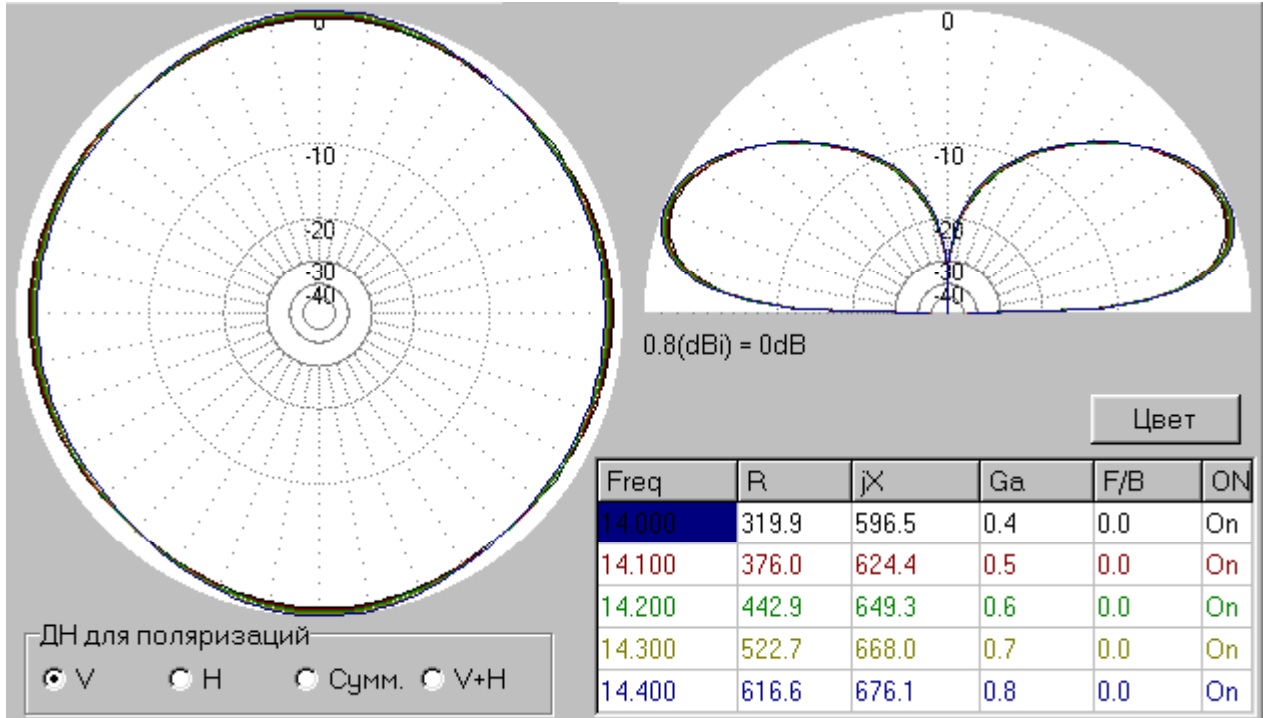 0
-10
-20
-30
-40
0
-10
-20
-30
-40
0.8(dBi) = 0dB
Цвет
Freq R jX Ga F/B ON
14.000 319.9 596.5 0.4 0.0 On
14.100 376.0 624.4 0.5 0.0 On
14.200 442.9 649.3 0.6 0.0 On
14.300 522.7 668.0 0.7 0.0 On
14.400 616.6 676.1 0.8 0.0 On
ДН для поляризаций
V H Сумм. V+H